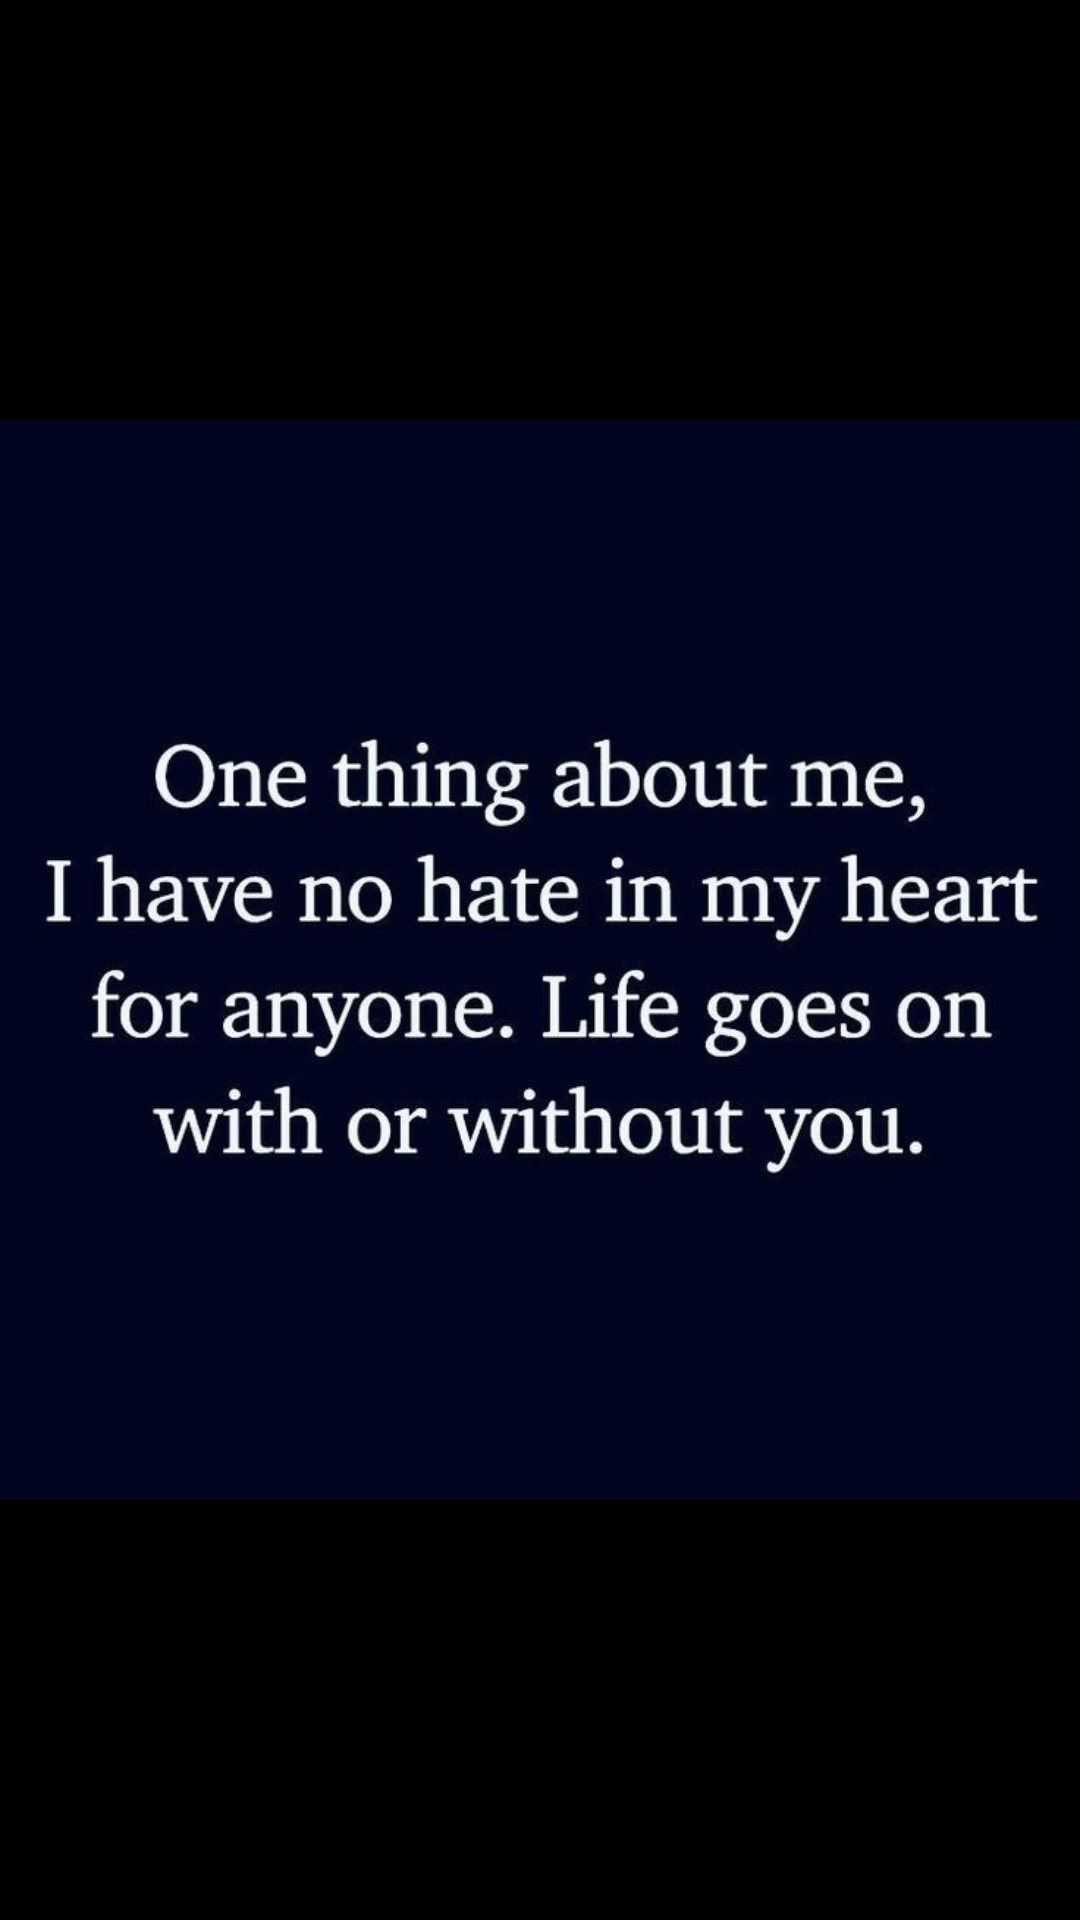 One thing about me,
I have no hate in my heart
for anyone. Life goes on
with or without you.